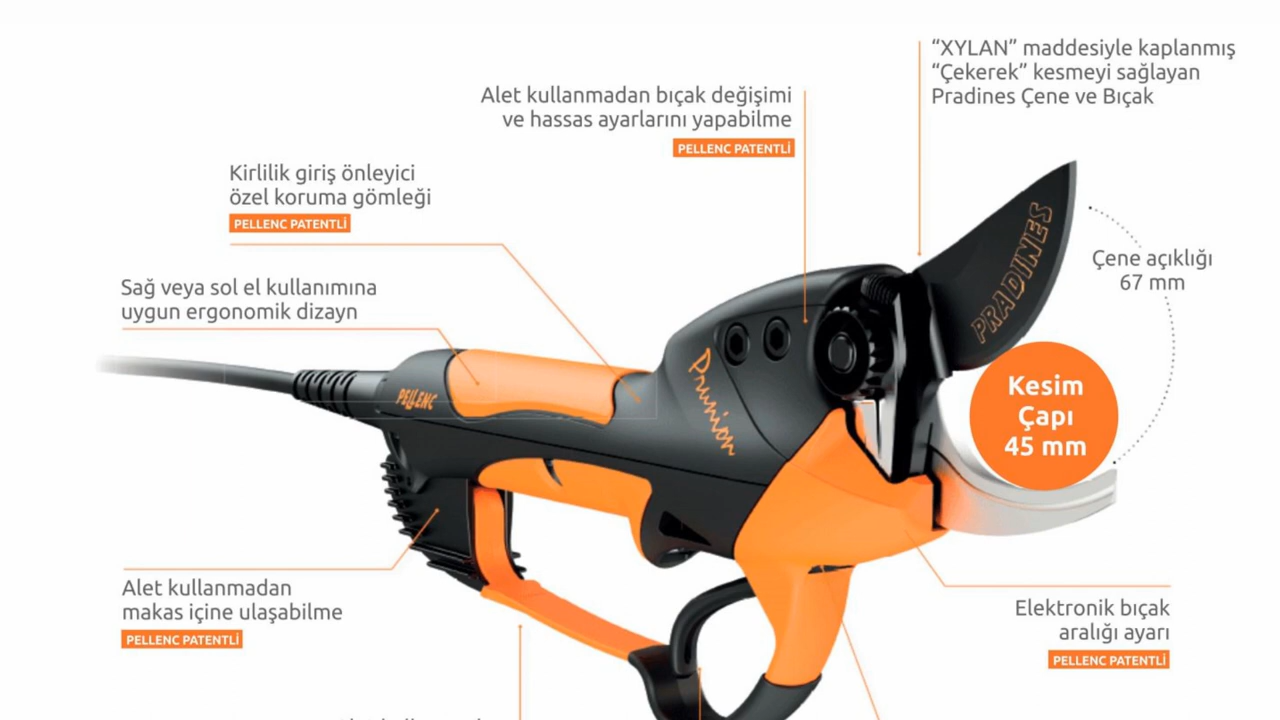 “XYLAN” maddesiyle kaplanmış
“Çekerek” kesmeyi sağlayan
Pradines Çene ve Bıçak
Alet kullanmadan bıçak değişimi
ve hassas ayarlarını yapabilme
PELLENC PATENTLİ
Kirlilik giriş önleyici
özel koruma gömleği
PELLENC PATENTLİ
Sağ veya sol el kullanımına
uygun ergonomik dizayn
Çene açıklığı
67 mm
PRADINES
Prunion
PELLENC
Kesim
Çapı
45 mm
Alet kullanmadan
makas içine ulaşabilme
PELLENC PATENTLİ
Elektronik bıçak
aralığı ayarı
PELLENC PATENTLİ